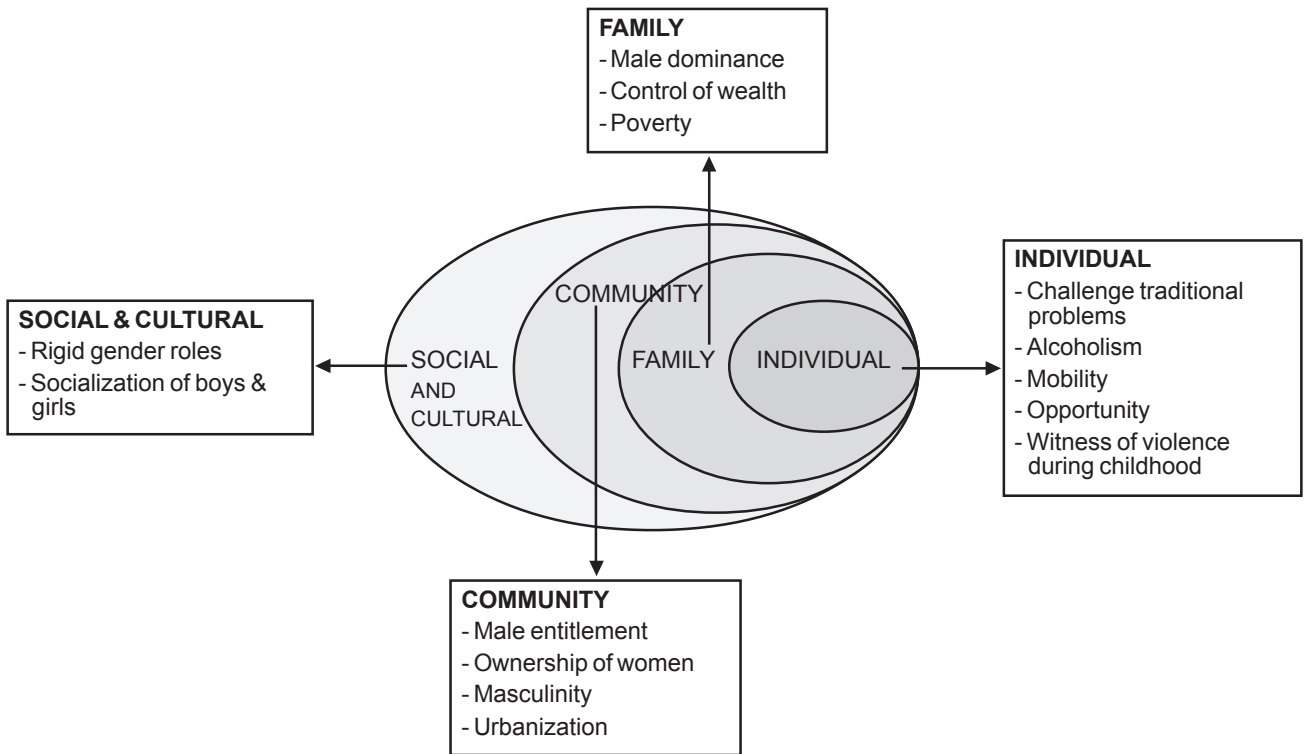 FAMILY
- Male dominance
- Control of wealth
- Poverty
COMMUNITY
SOCIAL
AND
CULTURAL
FAMILY
INDIVIDUAL
SOCIAL & CULTURAL
- Rigid gender roles
- Socialization of boys &
girls
INDIVIDUAL
- Challenge traditional
problems
- Alcoholism
- Mobility
- Opportunity
- Witness of violence
during childhood
COMMUNITY
- Male entitlement
- Ownership of women
- Masculinity
- Urbanization